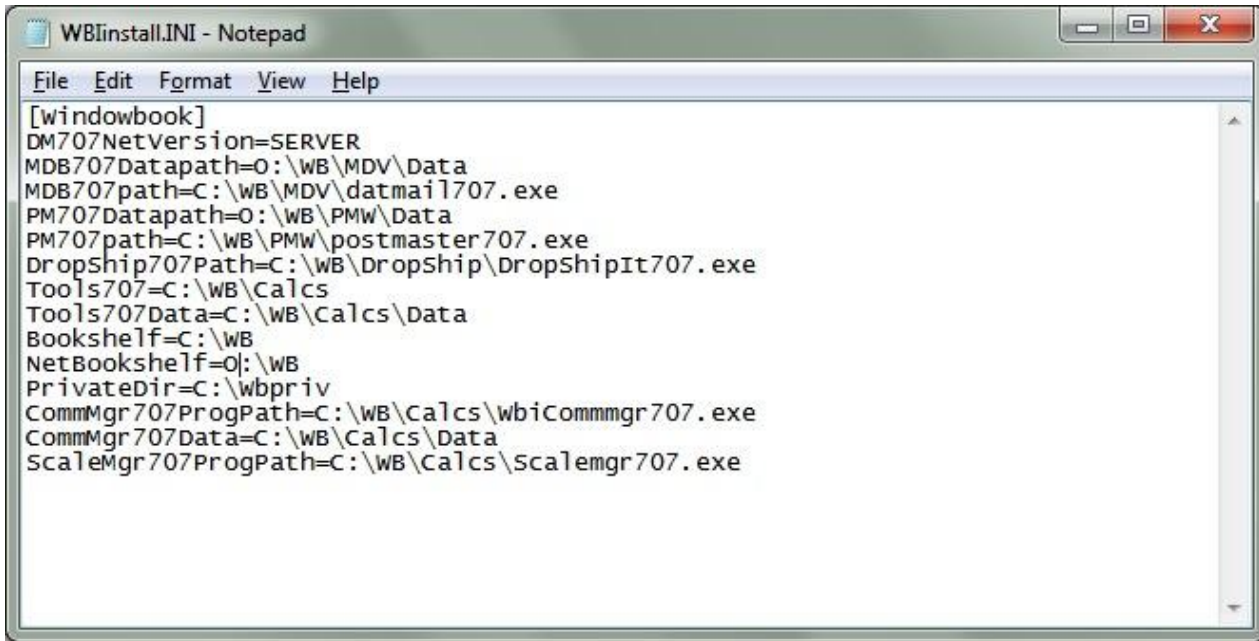 WBIinstall.INI - Notepad
File Edit Format View Help
[Windowbook]
DM707NetVersion=SERVER
MDB707Datapath=O:\WB\MDV\Data
MDB707path=C:\WB\MDV\datmail707.exe
PM707Datapath=O:\WB\PMW\Data
PM707path=C:\WB\PMW\postmaster707.exe
DropShip707Path=C:\WB\DropShip\DropShipIt707.exe
Tools707=C:\WB\Calcs
Tools707Data=C:\WB\Calcs\Data
Bookshelf=C:\WB
NetBookshelf=O:\WB
PrivateDir=C:\Wbpriv
CommMgr707ProgPath=C:\WB\Calcs\WbiCommmgr707.exe
CommMgr707Data=C:\WB\Calcs\Data
ScaleMgr707ProgPath=C:\WB\Calcs\Scalemgr707.exe